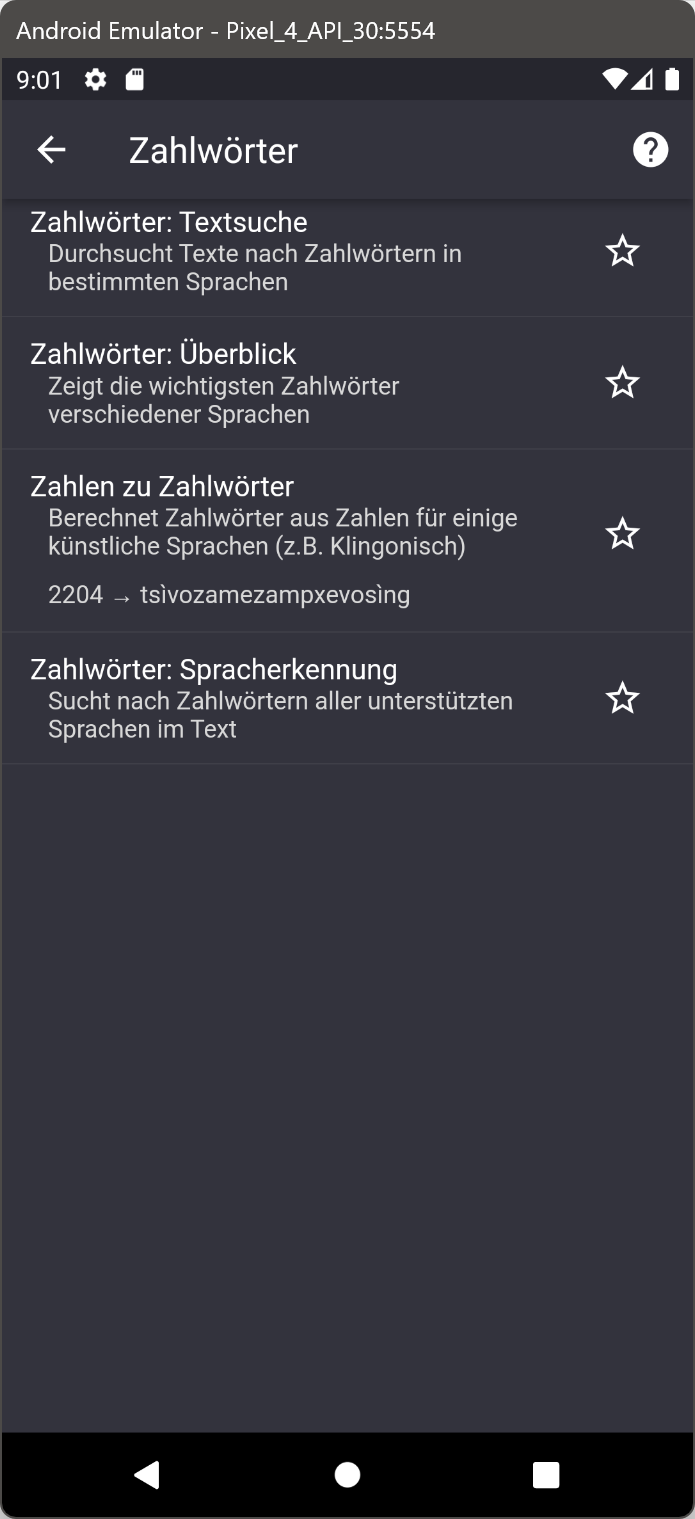 Android Emulator - Pixel_4_API_30:5554
9:01
Zahlwörter
Zahlwörter: Textsuche
Durchsucht Texte nach Zahlwörtern in
bestimmten Sprachen
Zahlwörter: Überblick
Zeigt die wichtigsten Zahlwörter
verschiedener Sprachen
Zahlen zu Zahlwörter
Berechnet Zahlwörter aus Zahlen für einige
künstliche Sprachen (z.B. Klingonisch)
2204 → tsìvozamezampxevosìng
Zahlwörter: Spracherkennung
Sucht nach Zahlwörtern aller unterstützten
Sprachen im Text